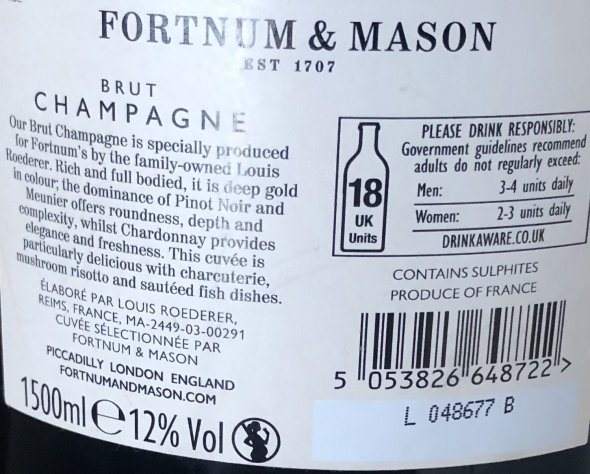 FORTNUM & MASON
EST 1707
BRUT
CHAMPAGNE
Our Brut Champagne is specially produced
for Fortnum's by the family-owned Louis
Roederer. Rich and full bodied, it is deep gold
in colour; the dominance of Pinot Noir and
Meunier offers roundness, depth and
complexity, whilst Chardonnay provides
elegance and freshness. This cuvée is
particularly delicious with charcuterie,
mushroom risotto and sautéed fish dishes.
ÉLABORÉ PAR LOUIS ROEDERER,
REIMS, FRANCE, MA-2449-03-00291
CUVÉE SÉLECTIONNÉE PAR
FORTNUM & MASON
PICCADILLY LONDON ENGLAND
FORTNUMANDMASON.COM
1500ml e 12% Vol
18
UK
Units
PLEASE DRINK RESPONSIBLY:
Government guidelines recommend
adults do not regularly exceed:
Men: 3-4 units daily
Women: 2-3 units daily
DRINKAWARE.CO.UK
CONTAINS SULPHITES
PRODUCE OF FRANCE
5 053826 648722 >
L 048677 B